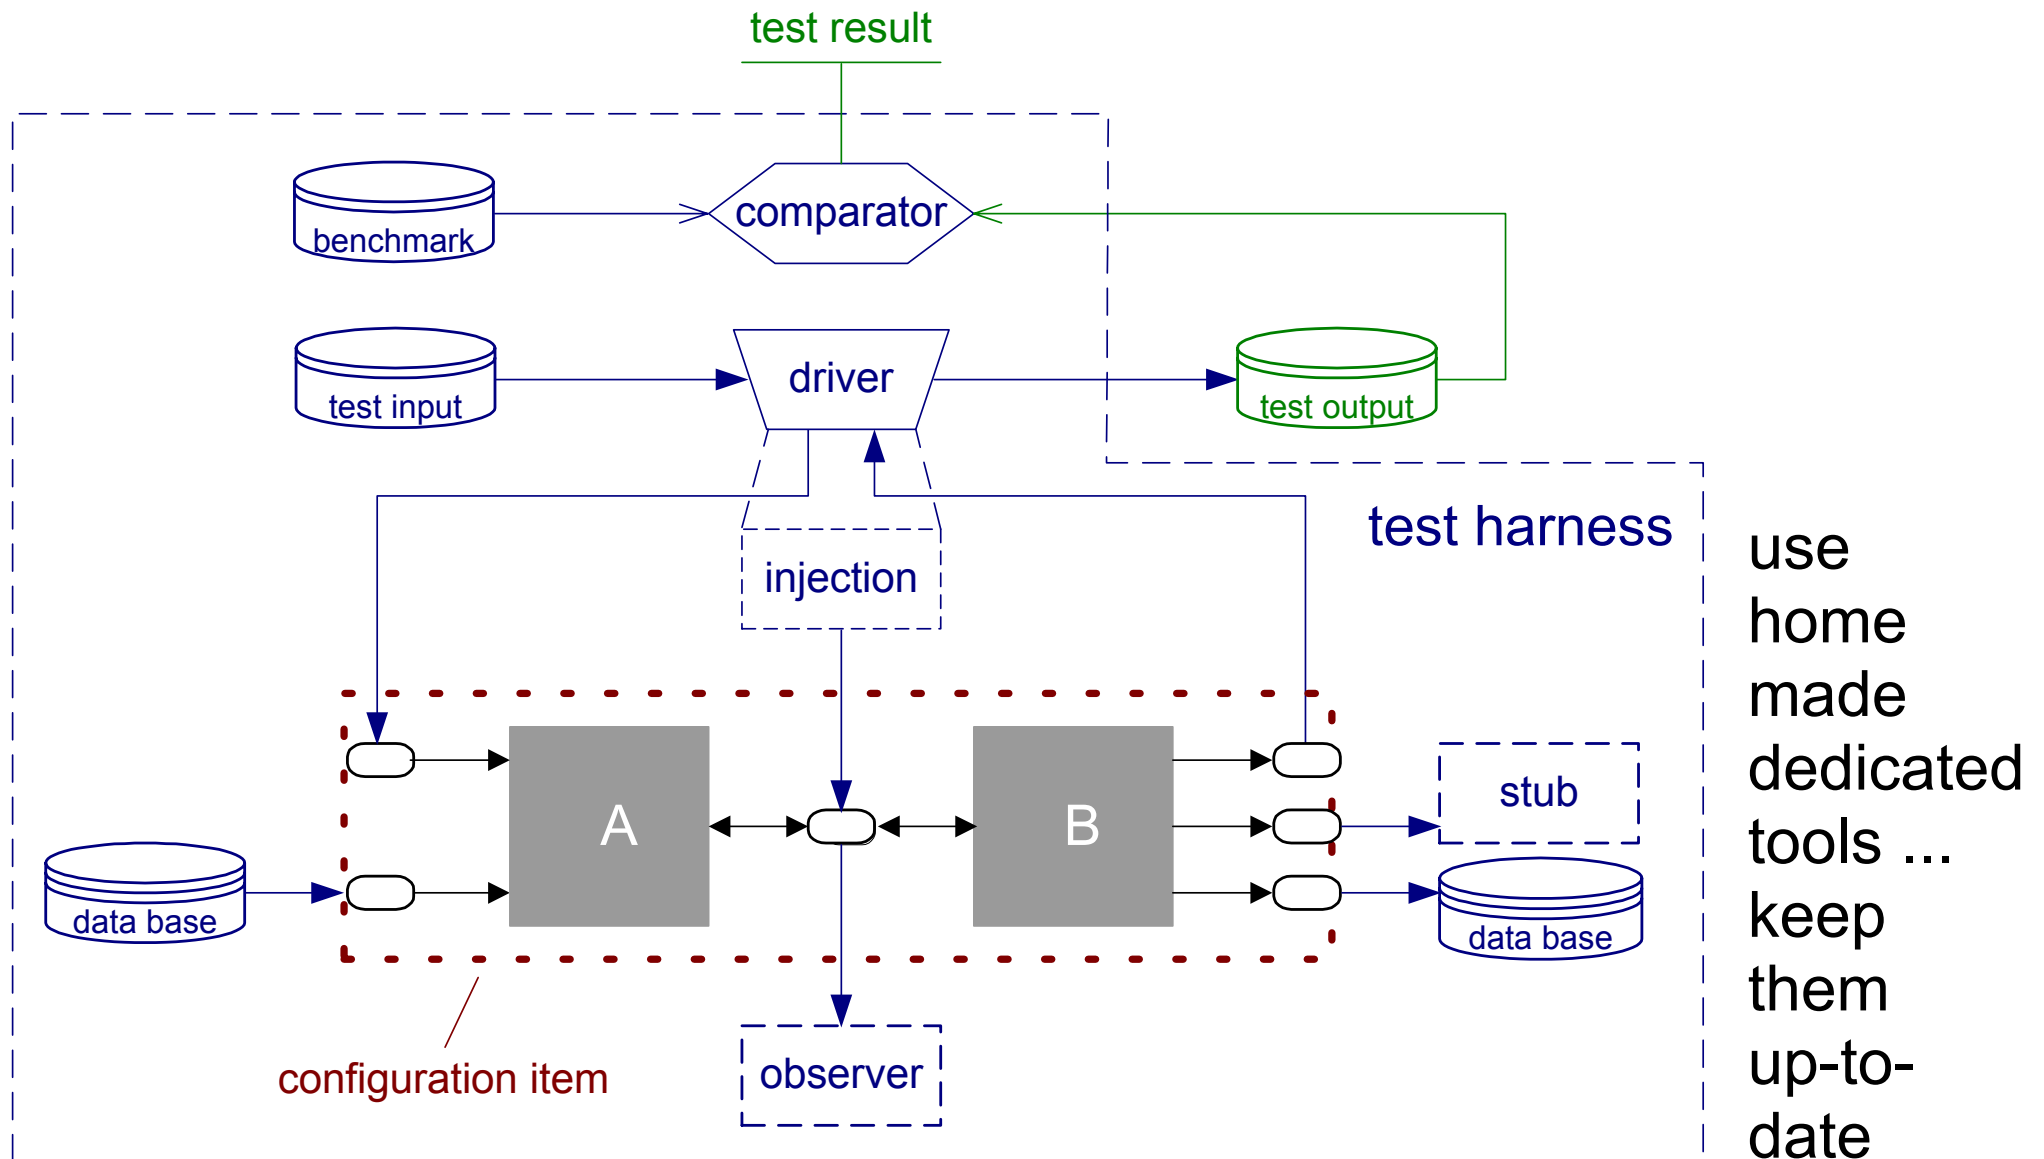 test result
comparator
benchmark
driver
test input
test output
test harness
injection
A
B
stub
data base
data base
configuration item
observer
use
home
made
dedicated
tools ...
keep
them
up-to-
date